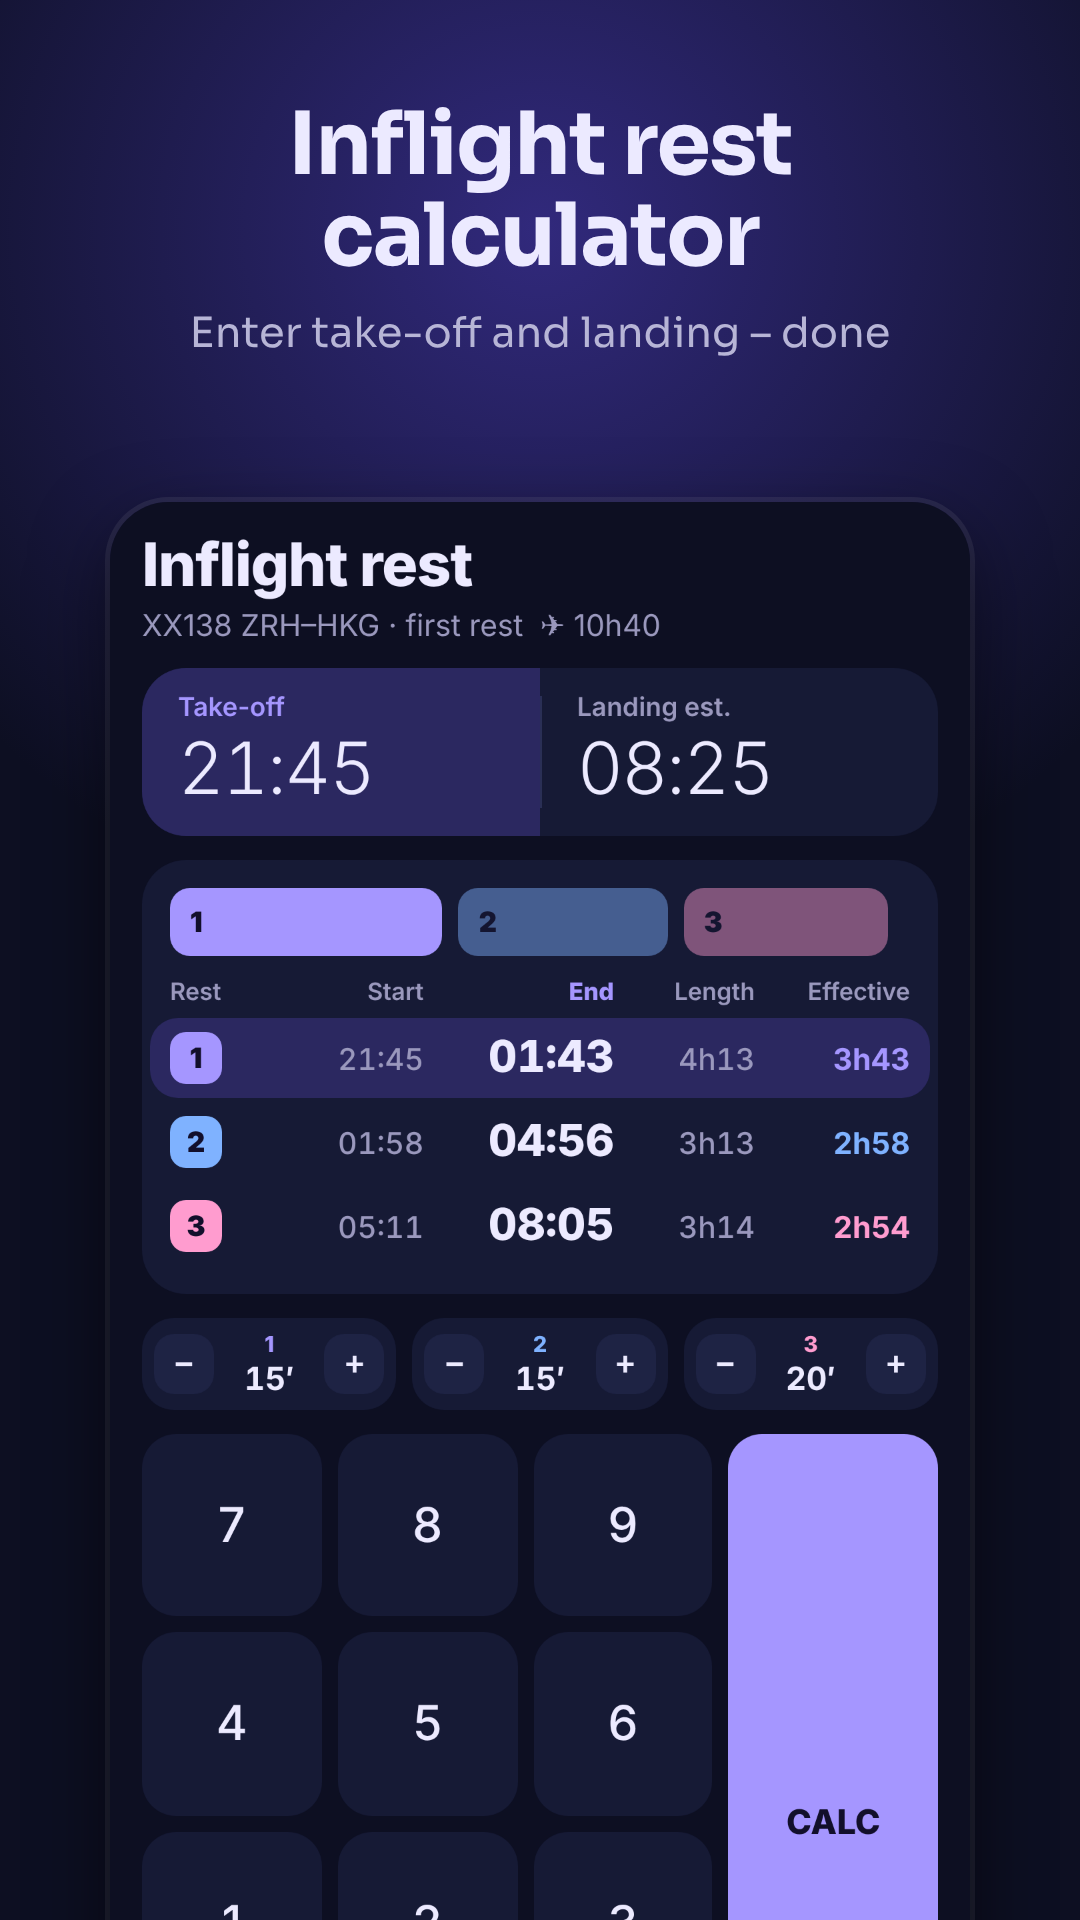 Inflight rest
calculator
Enter take-off and landing – done
Inflight rest
XX138 ZRH–HKG · first rest ✈ 10h40
Take-off Landing est.
21:45 08:25
1 2 3
Rest Start End Length Effective
1 21:45 01:43 4h13 3h43
2 01:58 04:56 3h13 2h58
3 05:11 08:05 3h14 2h54
1 2 3
− 15′ + − 15′ + − 20′ +
7 8 9
4 5 6
CALC
1 2 3